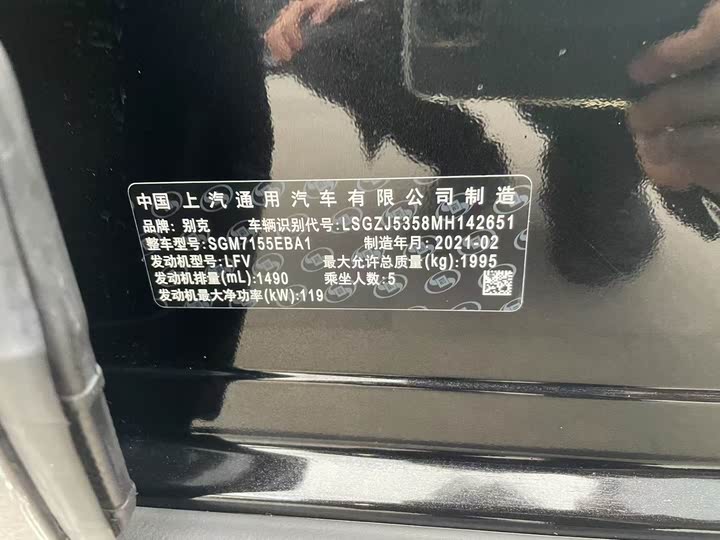 中国 上汽通用汽车有限公司制造
品牌:别克 车辆识别代号:LSGZJ5358MH142651
整车型号:SGM7155EBA1 制造年月:2021-02
发动机型号:LFV 最大允许总质量(kg):1995
发动机排量(mL):1490 乘坐人数:5
发动机最大净功率(kW):119